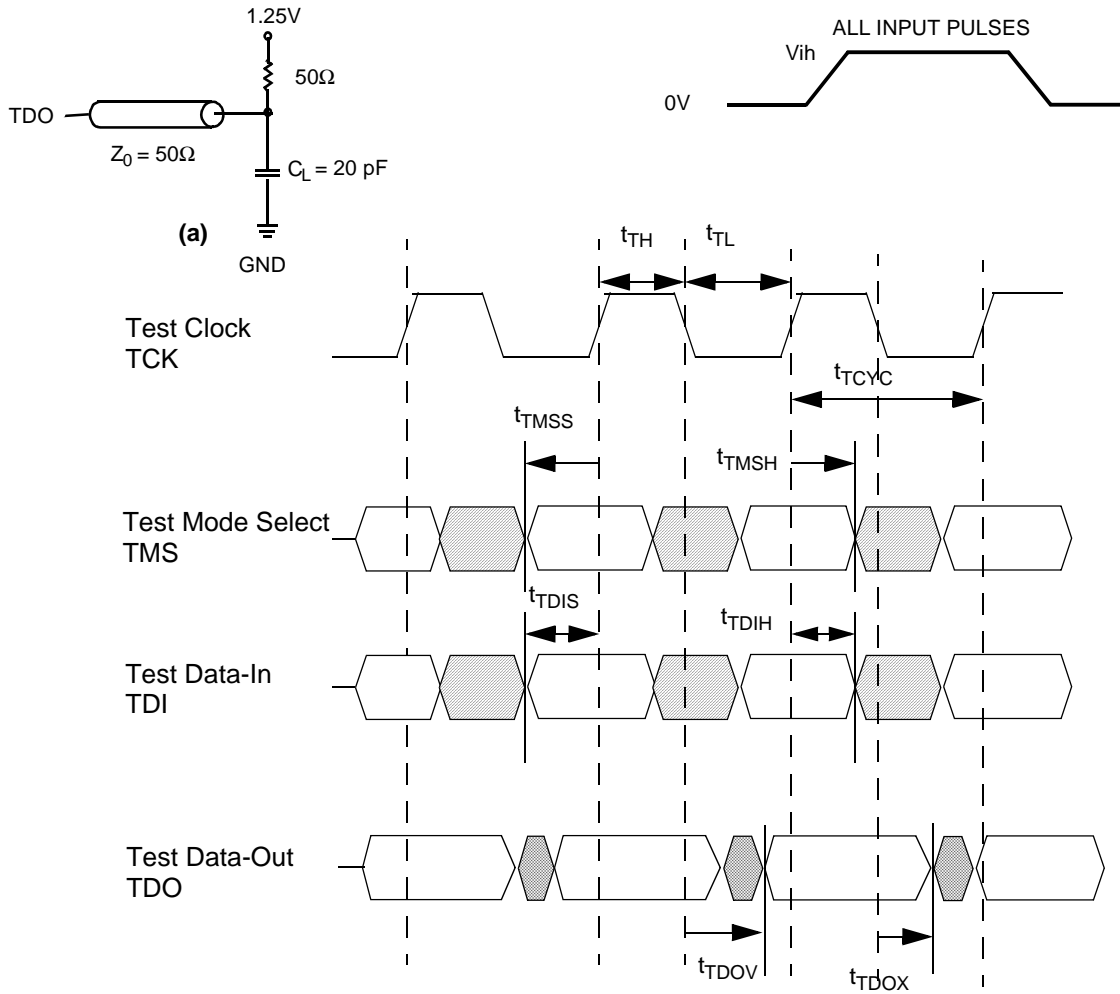 1.25V
50Ω
TDO
Z0 = 50Ω
CL = 20 pF
(a)
GND
ALL INPUT PULSES
Vih
0V
tTH
tTL
Test Clock
TCK
tTCYC
tTMSS
tTMSH
Test Mode Select
TMS
tTDIS
tTDIH
Test Data-In
TDI
Test Data-Out
TDO
tTDOV
tTDOX